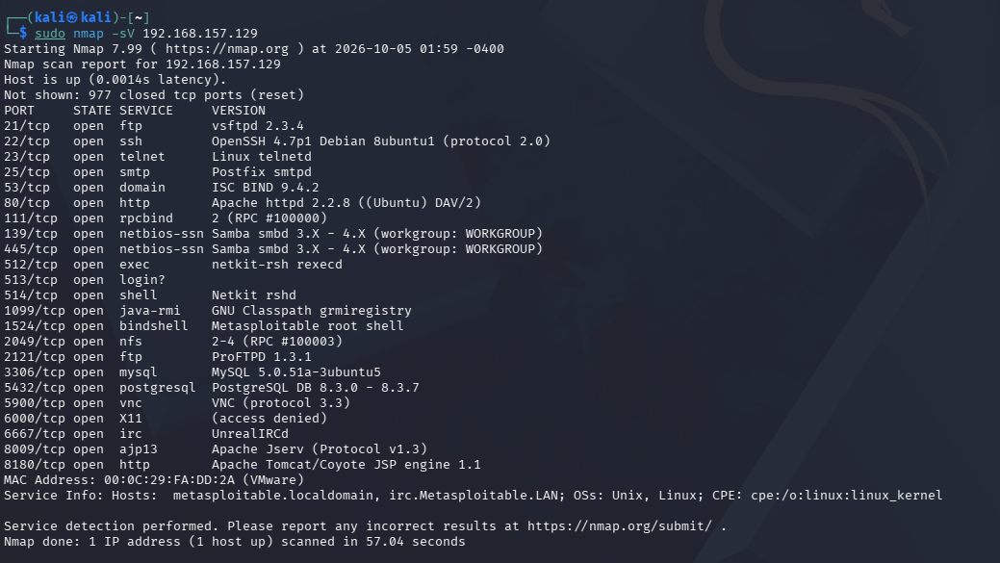 ┌──(kali㉿kali)-[~]
└─$ sudo nmap -sV 192.168.157.129
Starting Nmap 7.99 ( https://nmap.org ) at 2026-10-05 01:59 -0400
Nmap scan report for 192.168.157.129
Host is up (0.0014s latency).
Not shown: 977 closed tcp ports (reset)
PORT     STATE SERVICE     VERSION
21/tcp   open  ftp         vsftpd 2.3.4
22/tcp   open  ssh         OpenSSH 4.7p1 Debian 8ubuntu1 (protocol 2.0)
23/tcp   open  telnet      Linux telnetd
25/tcp   open  smtp        Postfix smtpd
53/tcp   open  domain      ISC BIND 9.4.2
80/tcp   open  http        Apache httpd 2.2.8 ((Ubuntu) DAV/2)
111/tcp  open  rpcbind     2 (RPC #100000)
139/tcp  open  netbios-ssn Samba smbd 3.X - 4.X (workgroup: WORKGROUP)
445/tcp  open  netbios-ssn Samba smbd 3.X - 4.X (workgroup: WORKGROUP)
512/tcp  open  exec        netkit-rsh rexecd
513/tcp  open  login?
514/tcp  open  shell       Netkit rshd
1099/tcp open  java-rmi    GNU Classpath grmiregistry
1524/tcp open  bindshell   Metasploitable root shell
2049/tcp open  nfs         2-4 (RPC #100003)
2121/tcp open  ftp         ProFTPD 1.3.1
3306/tcp open  mysql       MySQL 5.0.51a-3ubuntu5
5432/tcp open  postgresql  PostgreSQL DB 8.3.0 - 8.3.7
5900/tcp open  vnc         VNC (protocol 3.3)
6000/tcp open  X11         (access denied)
6667/tcp open  irc         UnrealIRCd
8009/tcp open  ajp13       Apache Jserv (Protocol v1.3)
8180/tcp open  http        Apache Tomcat/Coyote JSP engine 1.1
MAC Address: 00:0C:29:FA:DD:2A (VMware)
Service Info: Hosts:  metasploitable.localdomain, irc.Metasploitable.LAN; OSs: Unix, Linux; CPE: cpe:/o:linux:linux_kernel

Service detection performed. Please report any incorrect results at https://nmap.org/submit/ .
Nmap done: 1 IP address (1 host up) scanned in 57.04 seconds